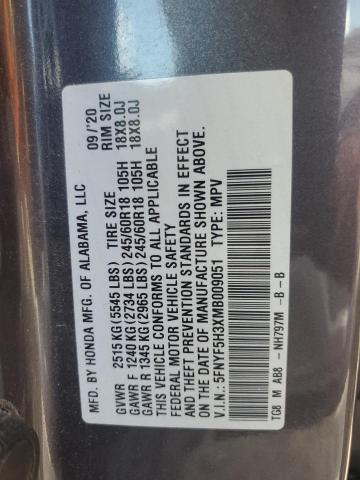 MFD. BY HONDA MFG. OF ALABAMA, LLC 09/'20
GVWR 2515 KG(5545 LBS) TIRE SIZE RIM SIZE
GAWR F 1240 KG(2734 LBS)245/60R18 105H 18X8.0J
GAWR R 1345 KG(2965 LBS)245/60R18 105H 18X8.0J
THIS VEHICLE CONFORMS TO ALL APPLICABLE
FEDERAL MOTOR VEHICLE SAFETY
AND THEFT PREVENTION STANDARDS IN EFFECT
ON THE DATE OF MANUFACTURE SHOWN ABOVE.
V.I.N.: 5FNYF5H3XMB009051 TYPE: MPV
TG8 M AB8 -NH797M -B -B